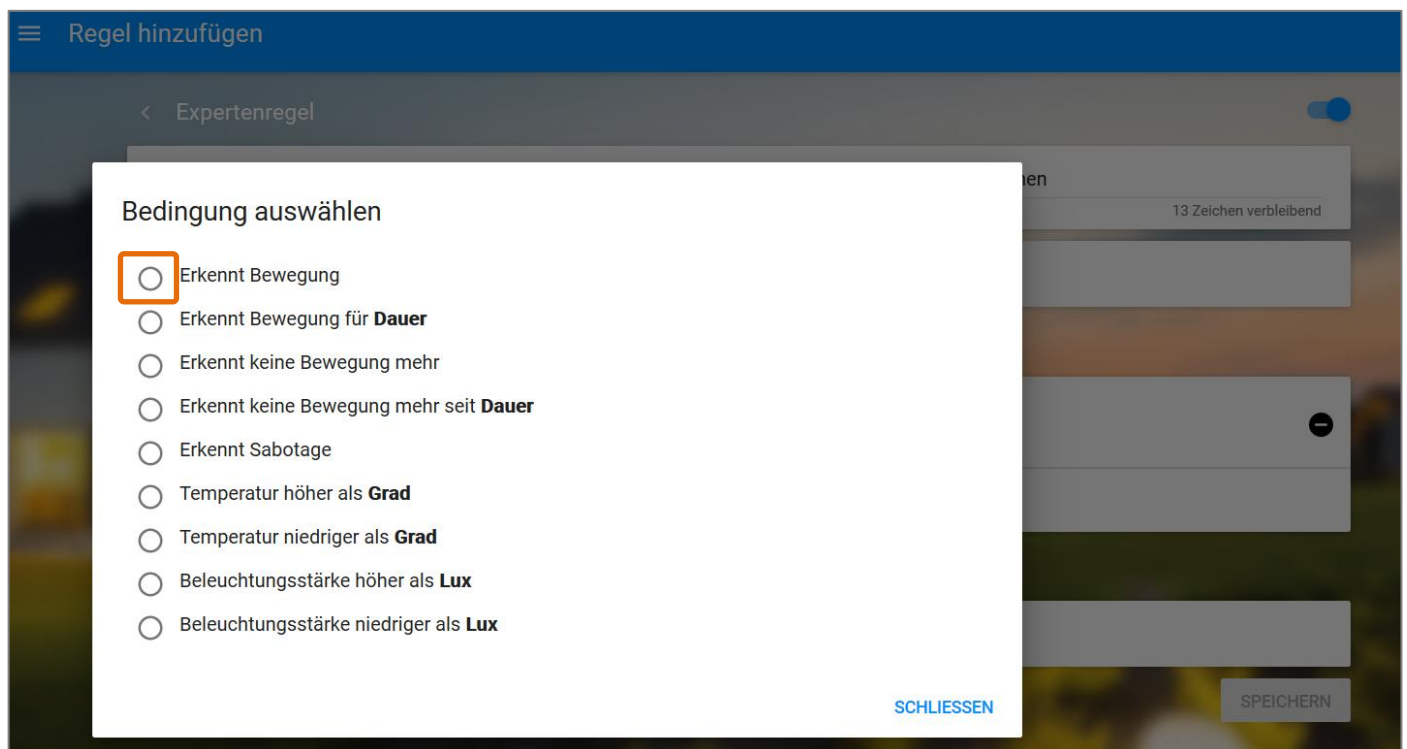 Regel hinzufügen
Expertenregel
13 Zeichen verbleibend
Bedingung auswählen
Erkennt Bewegung
Erkennt Bewegung für Dauer
Erkennt keine Bewegung mehr
Erkennt keine Bewegung mehr seit Dauer
Erkennt Sabotage
Temperatur höher als Grad
Temperatur niedriger als Grad
Beleuchtungsstärke höher als Lux
Beleuchtungsstärke niedriger als Lux
SCHLIESSEN
SPEICHERN